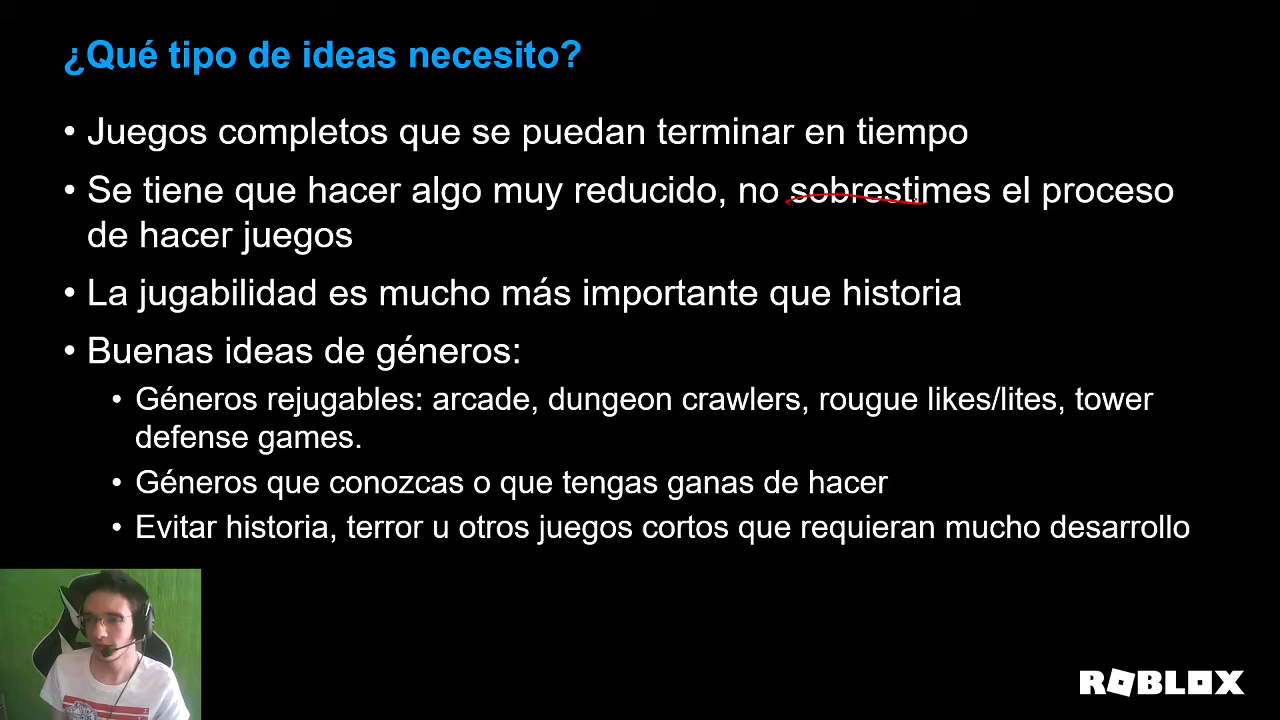 ¿Qué tipo de ideas necesito?
• Juegos completos que se puedan terminar en tiempo
• Se tiene que hacer algo muy reducido, no sobrestimes el proceso
de hacer juegos
• La jugabilidad es mucho más importante que historia
• Buenas ideas de géneros:
• Géneros rejugables: arcade, dungeon crawlers, rougue likes/lites, tower
defense games.
• Géneros que conozcas o que tengas ganas de hacer
• Evitar historia, terror u otros juegos cortos que requieran mucho desarrollo
ROBLOX